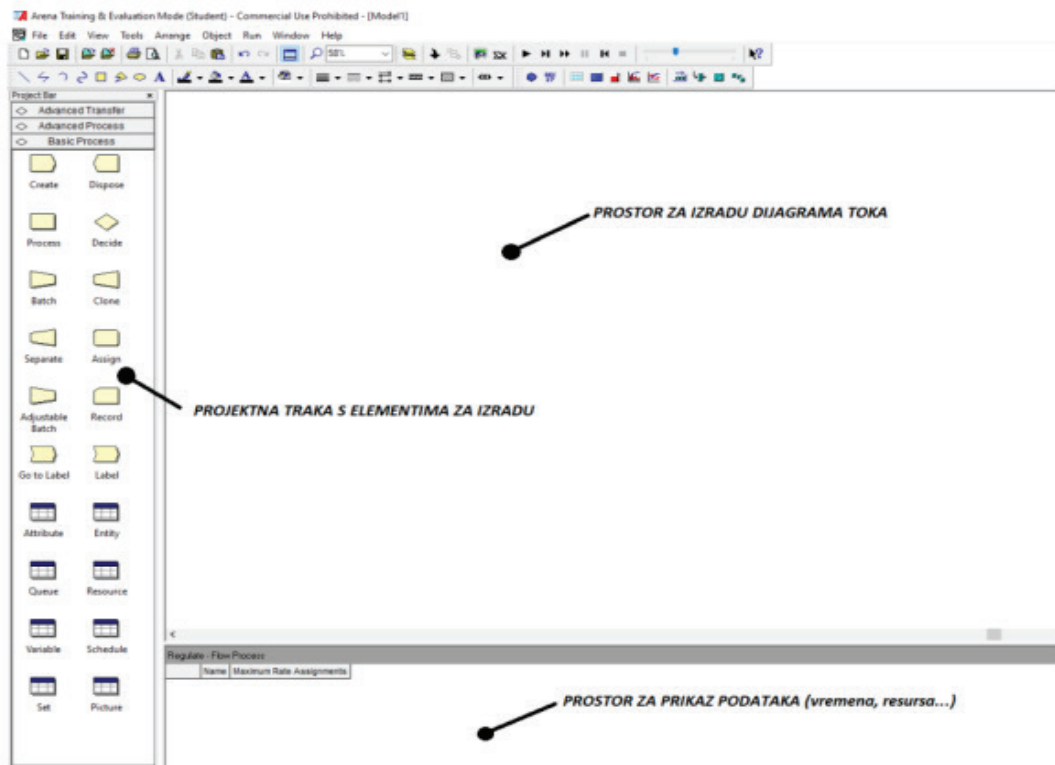 Arena Training & Evaluation Mode (Student) - Commercial Use Prohibited - [Model1]
File Edit View Tools Arrange Object Run Window Help
58%
Project Bar
Advanced Transfer
Advanced Process
Basic Process
Create Dispose
PROSTOR ZA IZRADU DIJAGRAMA TOKA
Process Decide
Batch Clone
Separate Assign
PROJEKTNA TRAKA S ELEMENTIMA ZA IZRADU
Adjustable Record
Batch
Go to Label Label
Attribute Entity
Queue Resource
Variable Schedule
Regulate - Flow Process
Name Maximum Rate Assignments
PROSTOR ZA PRIKAZ PODATAKA (vremena, resursa...)
Set Picture